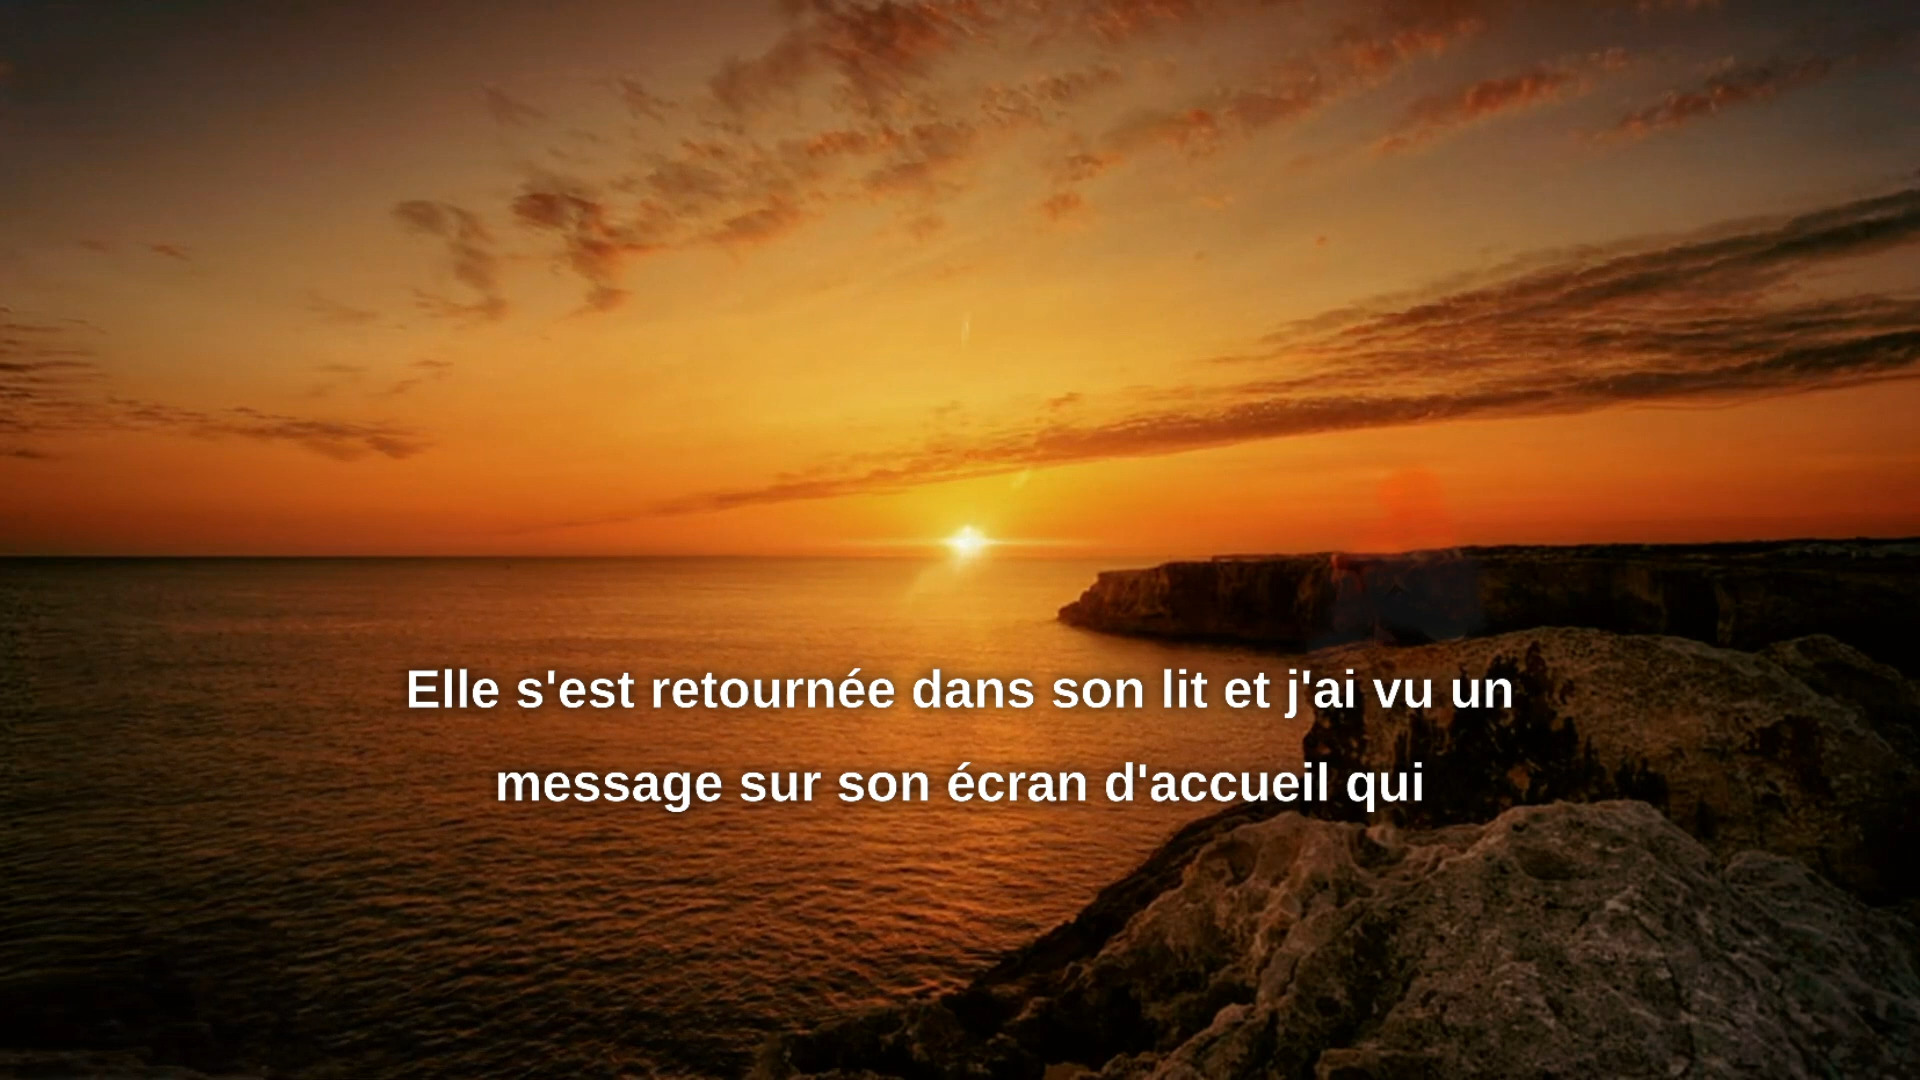 Elle s'est retournée dans son lit et j'ai vu un
message sur son écran d'accueil qui